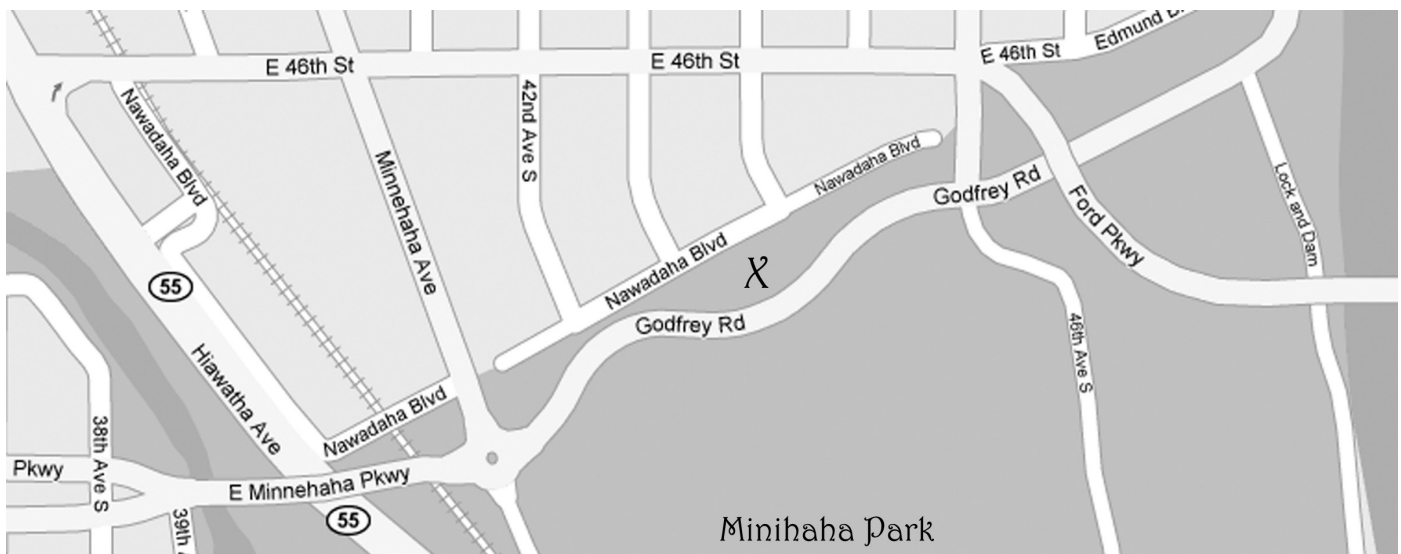 E 46th St
E 46th St
E 46th St
Nawadaha Blvd
42nd Ave S
Minnehaha Ave
Nawadaha Blvd
Godfrey Rd
Ford Pkwy
Lock and Dam
Nawadaha Blvd
X
55
Godfrey Rd
46th Ave S
Hiawatha Ave
Nawadaha Blvd
38th Ave S
Pkwy
E Minnehaha Pkwy
55
39th
Minihaha Park
Edmund